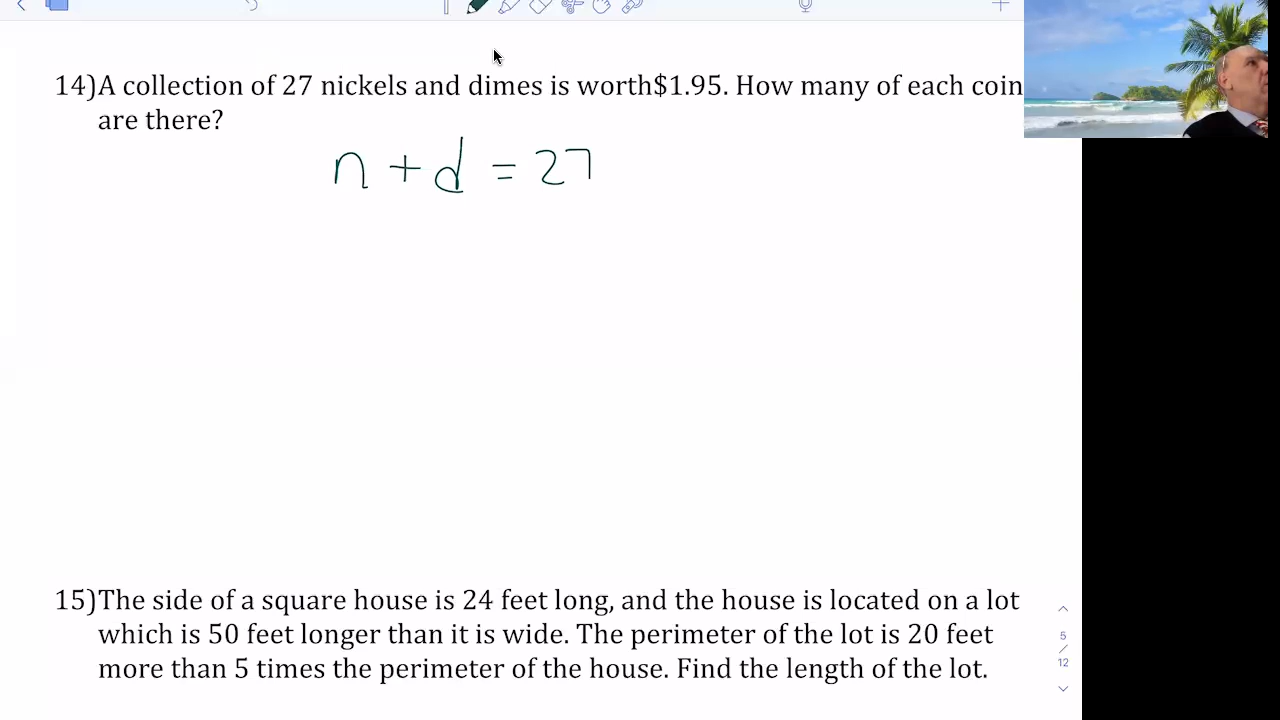 14)A collection of 27 nickels and dimes is worth$1.95. How many of each coin
are there?
n + d = 27
15)The side of a square house is 24 feet long, and the house is located on a lot
which is 50 feet longer than it is wide. The perimeter of the lot is 20 feet
more than 5 times the perimeter of the house. Find the length of the lot.
5
/
12